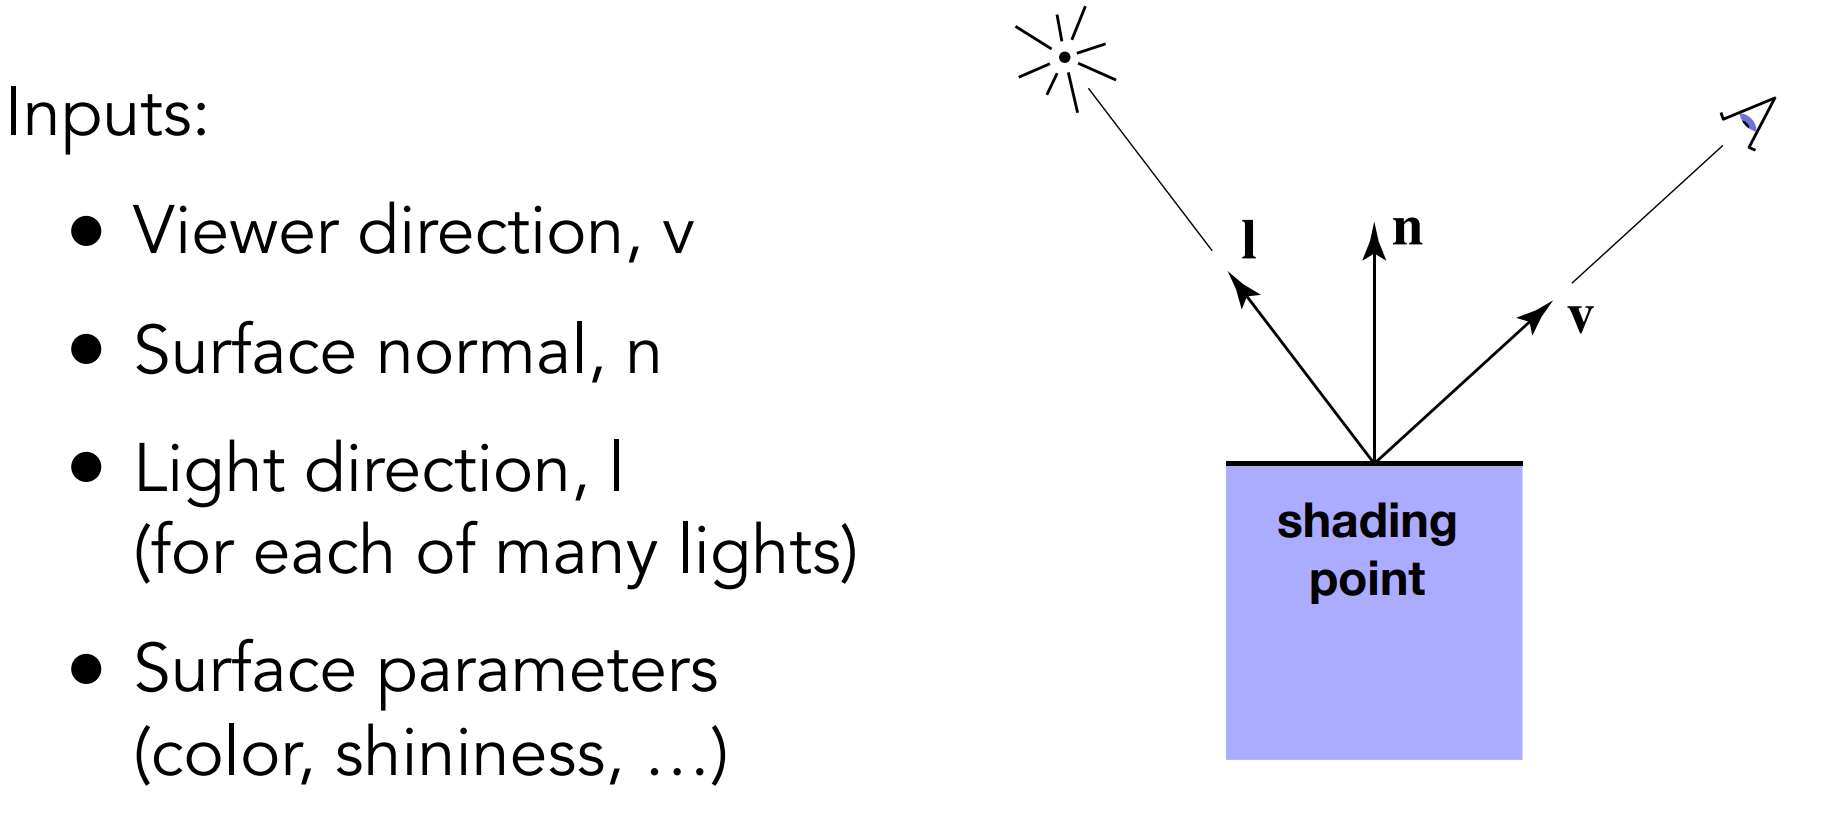 Inputs:
● Viewer direction, v
● Surface normal, n
● Light direction, l
(for each of many lights)
● Surface parameters
(color, shininess, …)
l
n
v
shading
point